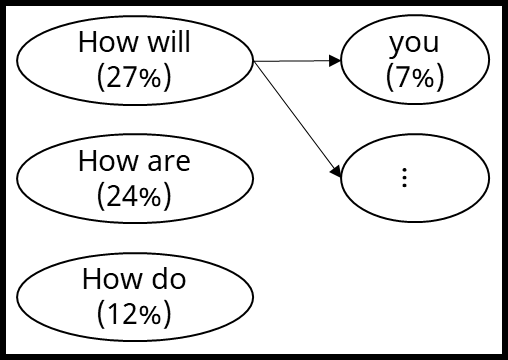 How will
(27%)
you
(7%)
⋮
How are
(24%)
How do
(12%)